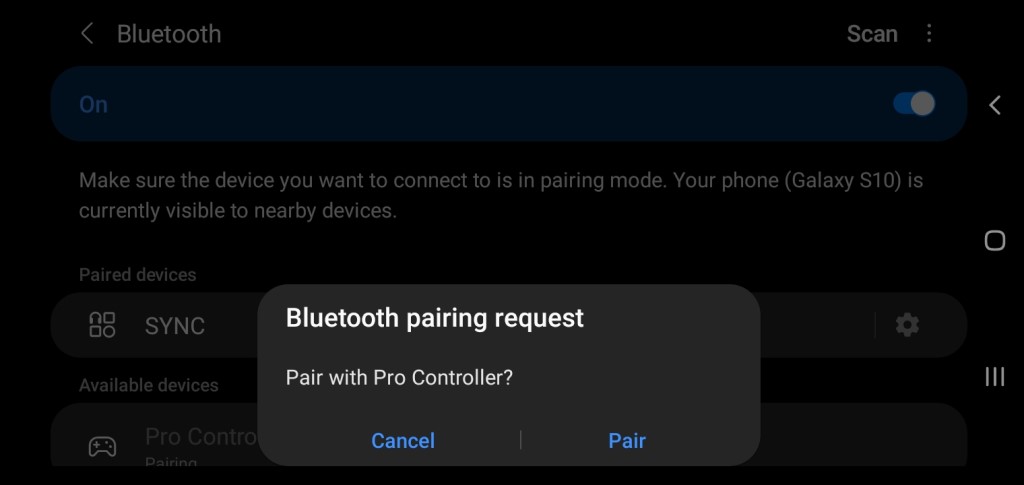 Bluetooth
Scan
On
Make sure the device you want to connect to is in pairing mode. Your phone (Galaxy S10) is
currently visible to nearby devices.
Paired devices
SYNC
Bluetooth pairing request
Pair with Pro Controller?
Available devices
Pro Contro
Pairing
Cancel
Pair